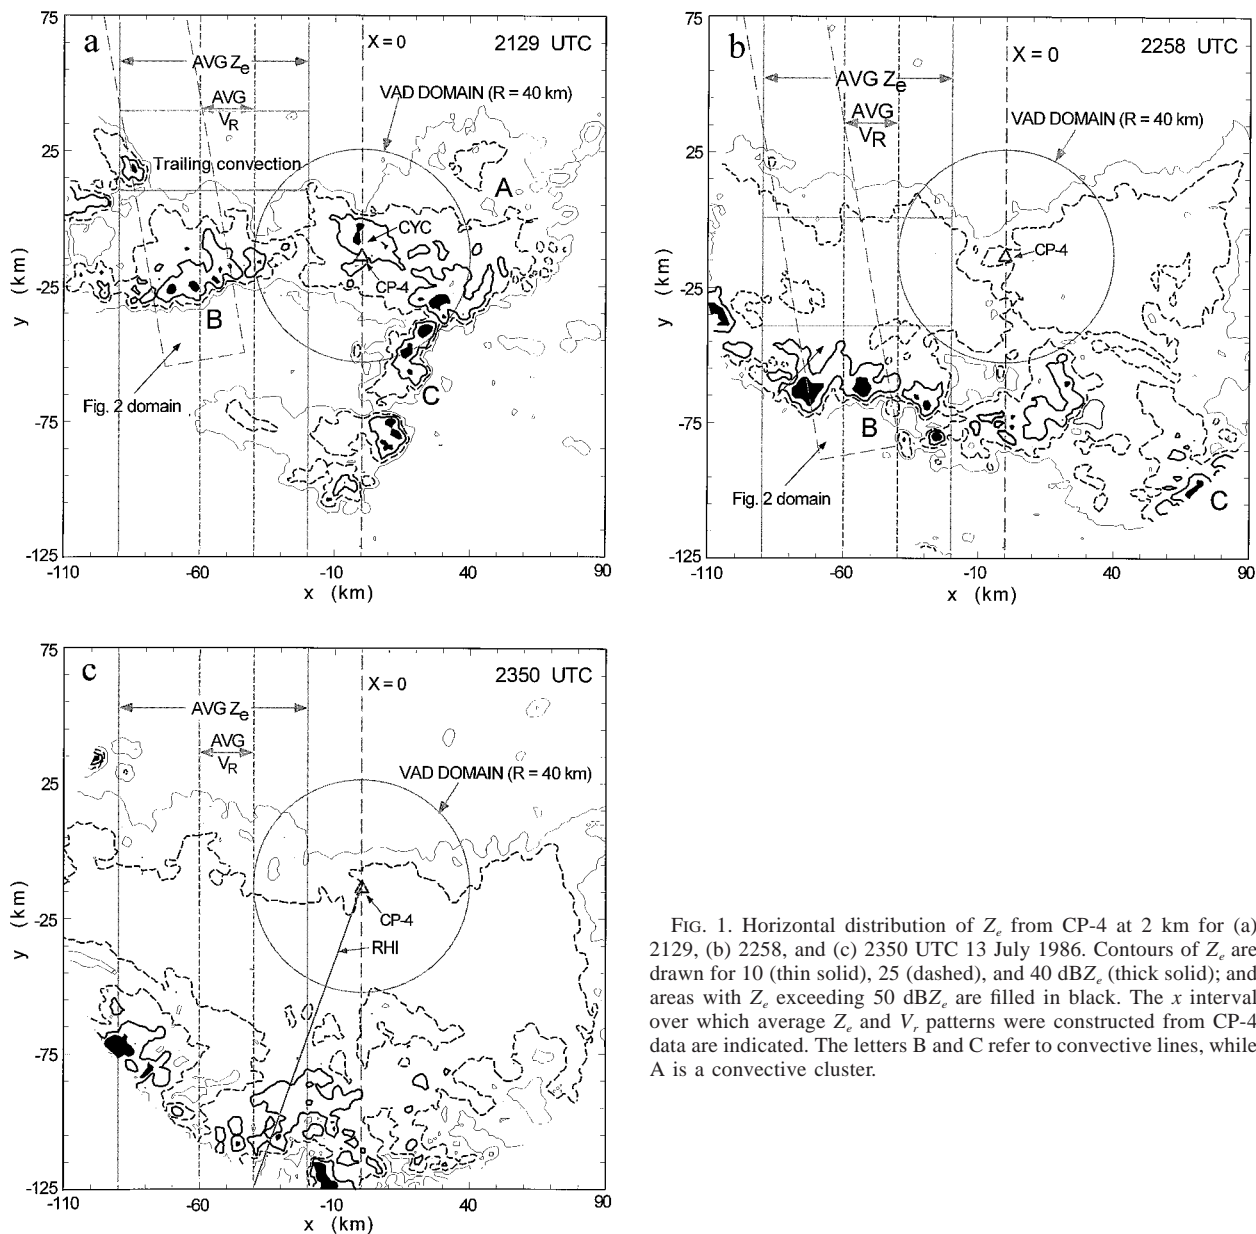 a
2129 UTC
X = 0
AVG Ze
AVG
VR
VAD DOMAIN (R = 40 km)
Trailing convection
A
CYC
CP-4
B
C
Fig. 2 domain
75
25
-25
-75
-125
y (km)
-110 -60 -10 40 90
x (km)
b
2258 UTC
X = 0
AVG Ze
AVG
VR
VAD DOMAIN (R = 40 km)
CP-4
B
C
Fig. 2 domain
75
25
-25
-75
-125
y (km)
-110 -60 -10 40 90
x (km)
c
2350 UTC
X = 0
AVG Ze
AVG
VR
VAD DOMAIN (R = 40 km)
CP-4
RHI
75
25
-25
-75
-125
y (km)
-110 -60 -10 40 90
x (km)
FIG. 1. Horizontal distribution of Ze from CP-4 at 2 km for (a)
2129, (b) 2258, and (c) 2350 UTC 13 July 1986. Contours of Ze are
drawn for 10 (thin solid), 25 (dashed), and 40 dBZe (thick solid); and
areas with Ze exceeding 50 dBZe are filled in black. The x interval
over which average Ze and Vr patterns were constructed from CP-4
data are indicated. The letters B and C refer to convective lines, while
A is a convective cluster.